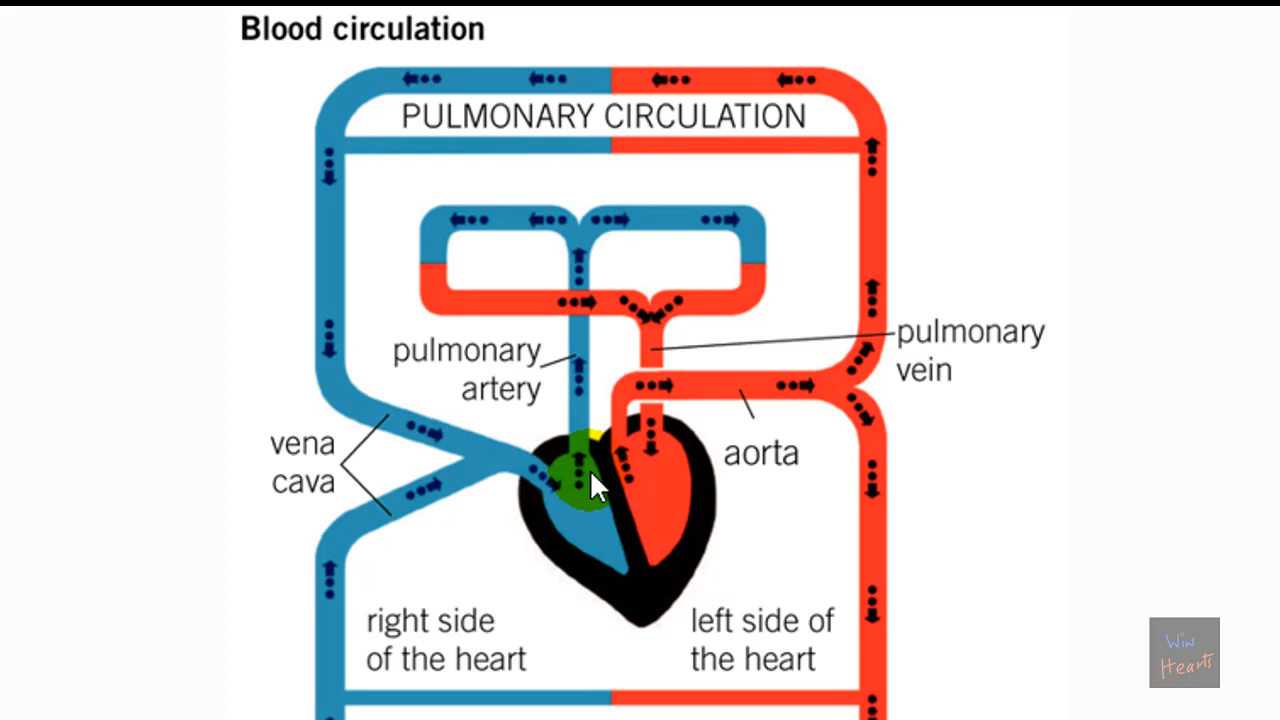 Blood circulation
PULMONARY CIRCULATION
pulmonary
artery
pulmonary
vein
vena
cava
aorta
right side
of the heart
left side of
the heart
Win
Hearts